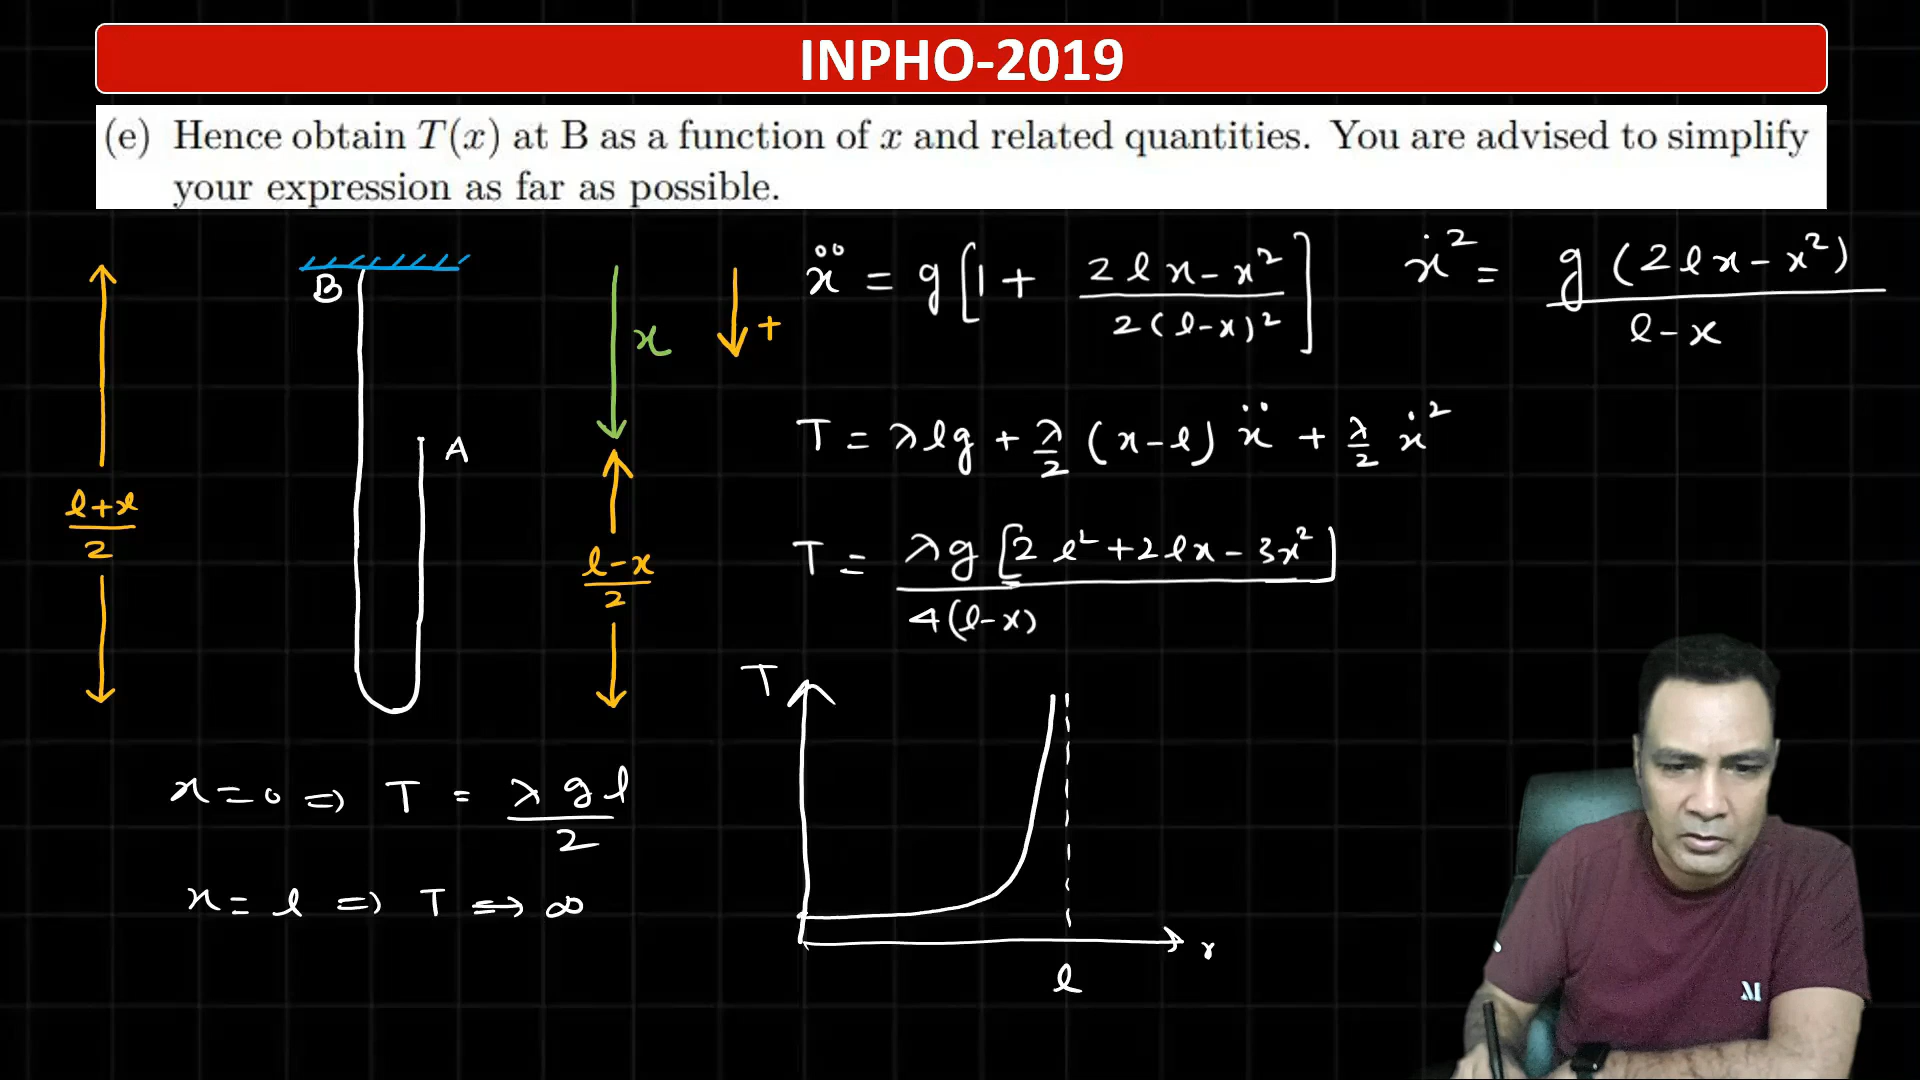 INPHO-2019
(e) Hence obtain T(x) at B as a function of x and related quantities. You are advised to simplify
your expression as far as possible.
B
A
x
+
l+x
2
l-x
2
ẍ = g[1 + 2lx-x²/2(l-x)²]
ẋ² = g(2lx-x²)/l-x
T = λlg + λ/2 (x-l) ẍ + λ/2 ẋ²
T = λg[2l²+2lx-3x²]/4(l-x)
T
x=0 ⇒ T = λgl/2
x=l ⇒ T ⇔ ∞
l
M